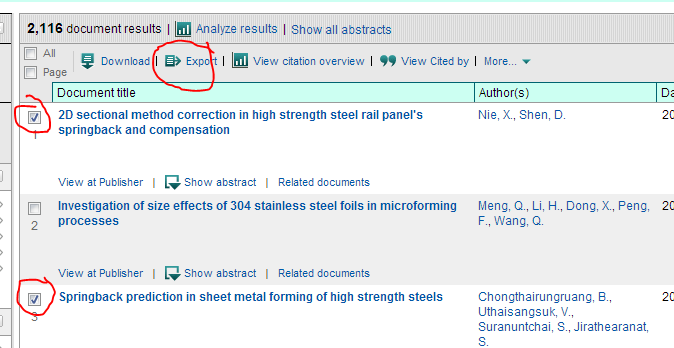 2,116 document results | Analyze results | Show all abstracts
All
Page
Download | Export | View citation overview | View Cited by | More...
Document title Author(s) Da
1
2D sectional method correction in high strength steel rail panel's
springback and compensation
Nie, X., Shen, D. 20
View at Publisher | Show abstract | Related documents
2
Investigation of size effects of 304 stainless steel foils in microforming
processes
Meng, Q., Li, H., Dong, X., Peng,
F., Wang, Q.
20
View at Publisher | Show abstract | Related documents
3
Springback prediction in sheet metal forming of high strength steels
Chongthairungruang, B.,
Uthaisangsuk, V.,
Suranuntchai, S., Jirathearanat,
S.
20